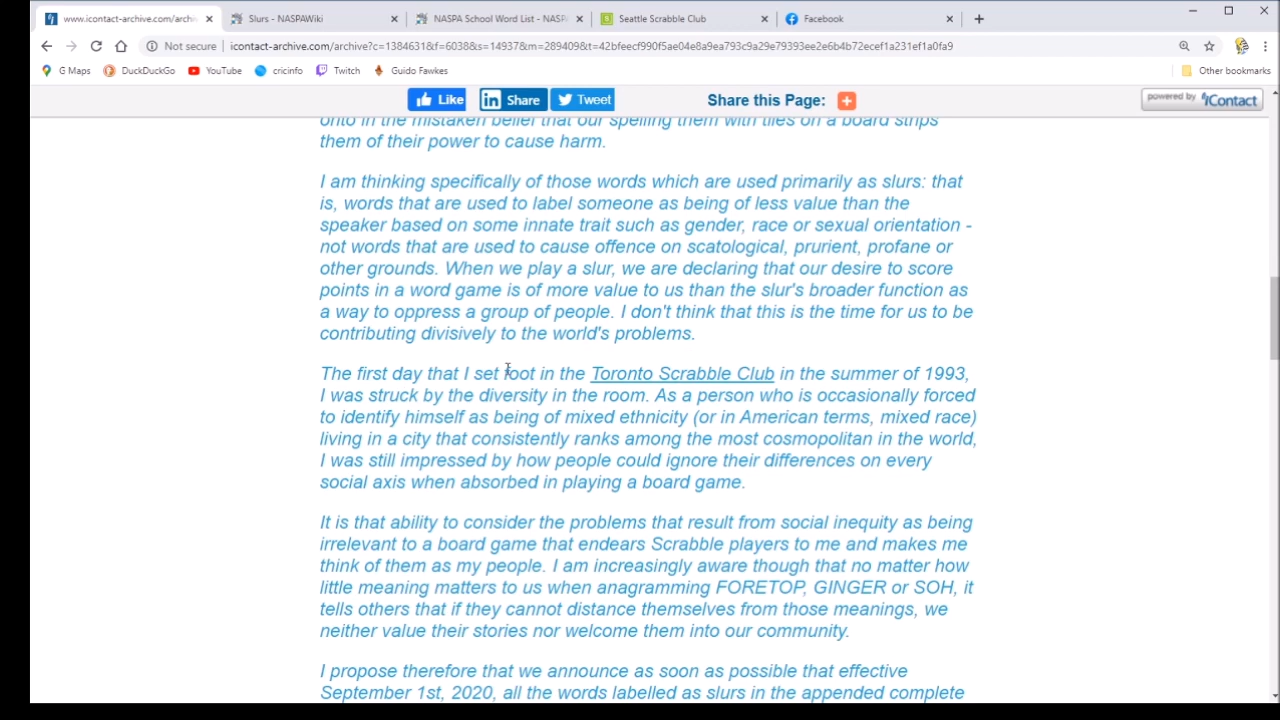 www.icontact-archive.com/archi
Slurs - NASPAWiki
NASPA School Word List - NASP
Seattle Scrabble Club
Facebook
Not secure
icontact-archive.com/archive?c=1384631&f=6038&s=14937&m=289409&t=42bfeecf990f5ae04e8a9ea793c9a29e79393ee2e6b4b72ecef1a231ef1a0fa9
G Maps
DuckDuckGo
YouTube
cricinfo
Twitch
Guido Fawkes
Other bookmarks
Like
in Share
Tweet
Share this Page:
powered by iContact
onto in the mistaken belief that our spelling them with tiles on a board strips
them of their power to cause harm.
I am thinking specifically of those words which are used primarily as slurs: that
is, words that are used to label someone as being of less value than the
speaker based on some innate trait such as gender, race or sexual orientation -
not words that are used to cause offence on scatological, prurient, profane or
other grounds. When we play a slur, we are declaring that our desire to score
points in a word game is of more value to us than the slur's broader function as
a way to oppress a group of people. I don't think that this is the time for us to be
contributing divisively to the world's problems.
The first day that I set foot in the Toronto Scrabble Club in the summer of 1993,
I was struck by the diversity in the room. As a person who is occasionally forced
to identify himself as being of mixed ethnicity (or in American terms, mixed race)
living in a city that consistently ranks among the most cosmopolitan in the world,
I was still impressed by how people could ignore their differences on every
social axis when absorbed in playing a board game.
It is that ability to consider the problems that result from social inequity as being
irrelevant to a board game that endears Scrabble players to me and makes me
think of them as my people. I am increasingly aware though that no matter how
little meaning matters to us when anagramming FORETOP, GINGER or SOH, it
tells others that if they cannot distance themselves from those meanings, we
neither value their stories nor welcome them into our community.
I propose therefore that we announce as soon as possible that effective
September 1st, 2020, all the words labelled as slurs in the appended complete